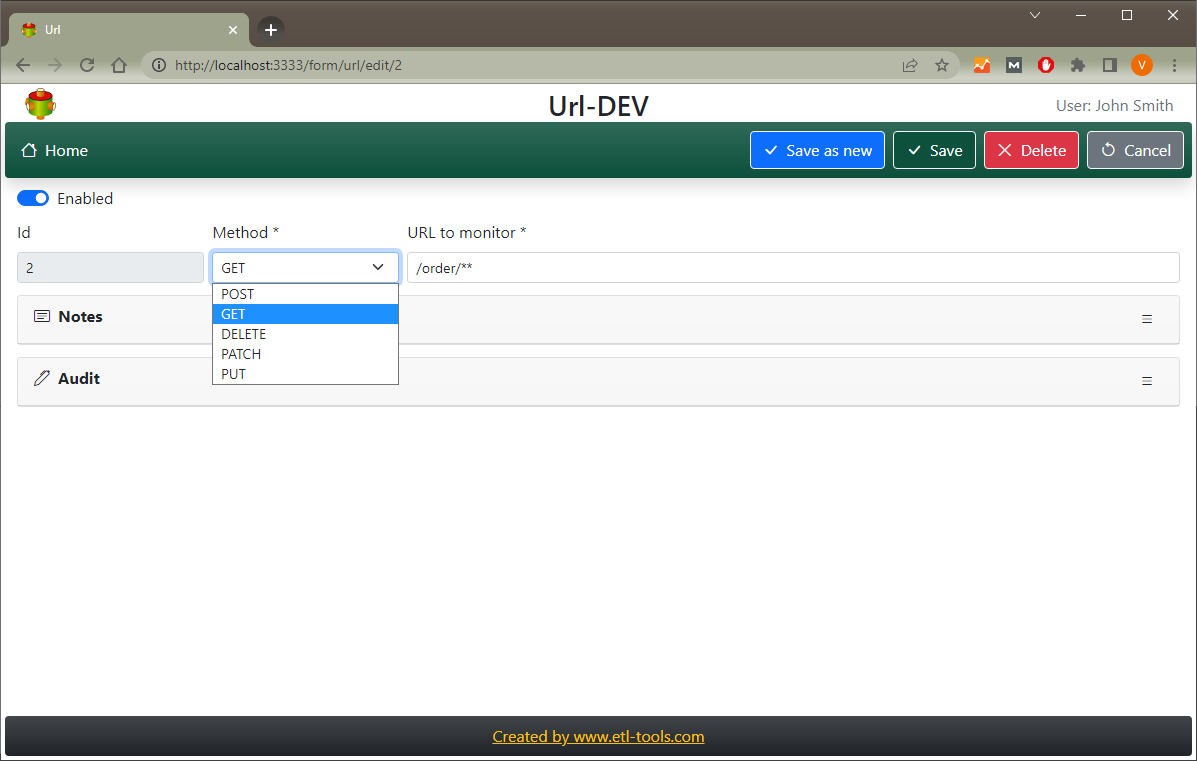 Url
http://localhost:3333/form/url/edit/2
V
Url-DEV
User: John Smith
Home
Save as new
Save
Delete
Cancel
Enabled
Id
Method *
URL to monitor *
2
GET
/order/**
POST
GET
DELETE
PATCH
PUT
Notes
Audit
Created by www.etl-tools.com